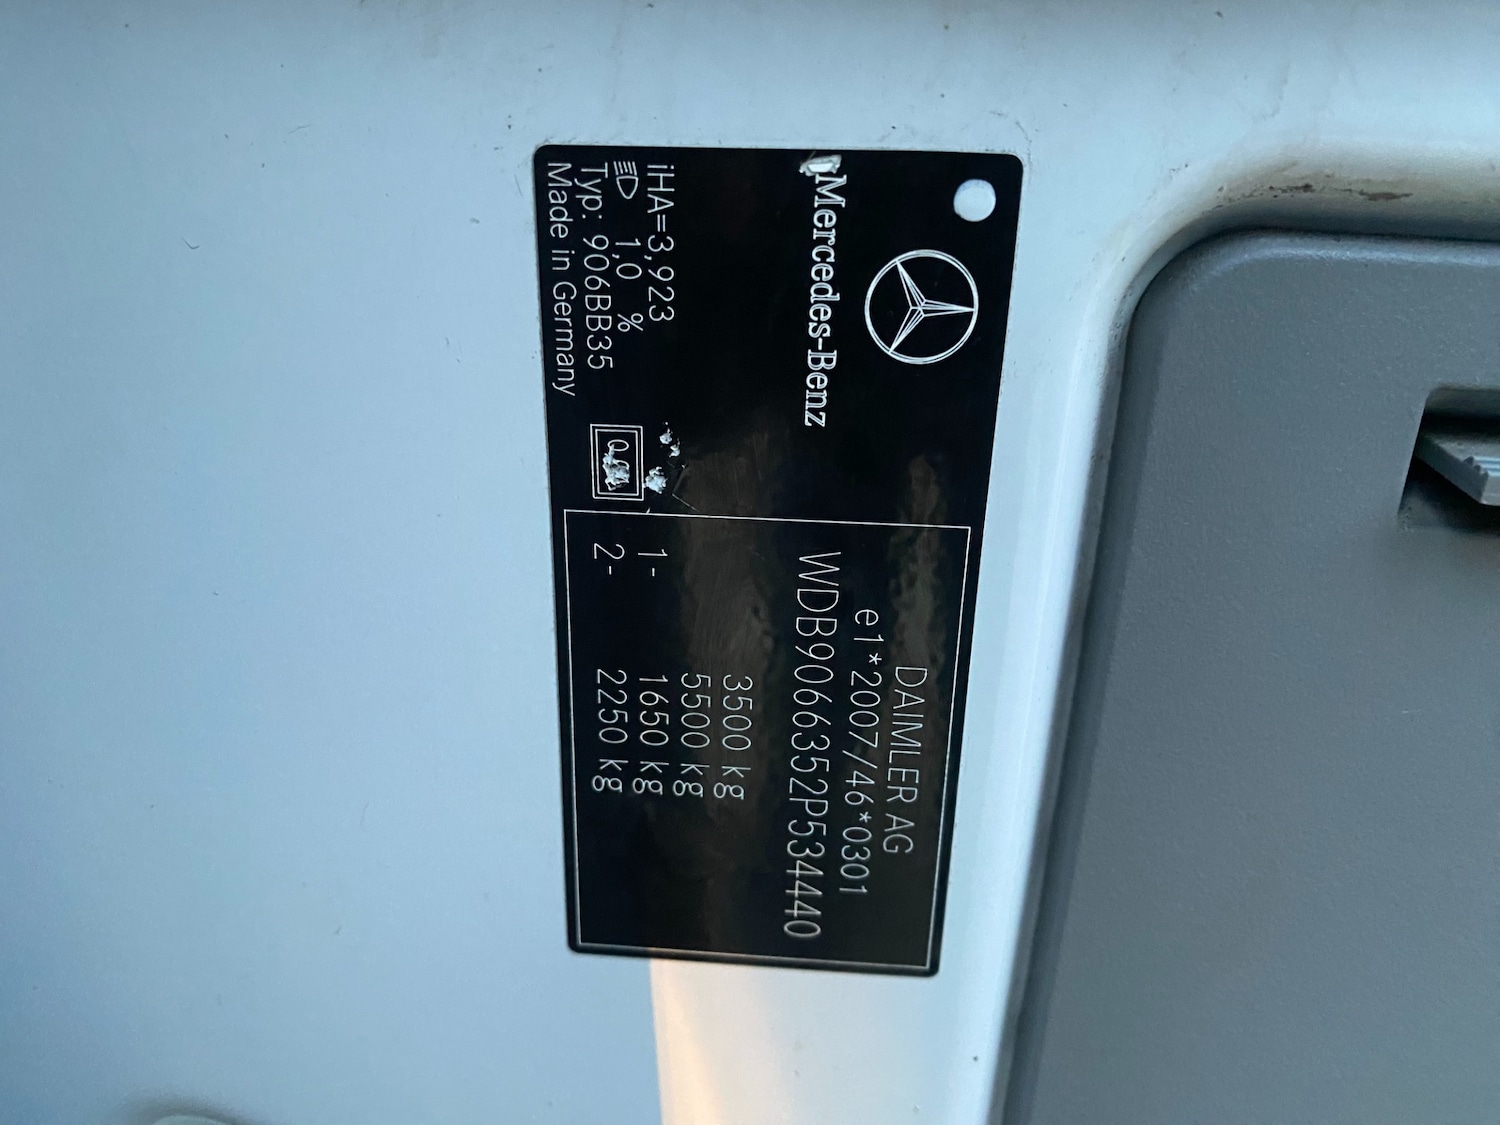 Mercedes-Benz
iHA=3,923
1,0 %
Typ: 906BB35
Made in Germany
DAIMLER AG
e1*2007/46*0301
WDB9066352P534440
3500 kg
5500 kg
1- 1650 kg
2- 2250 kg